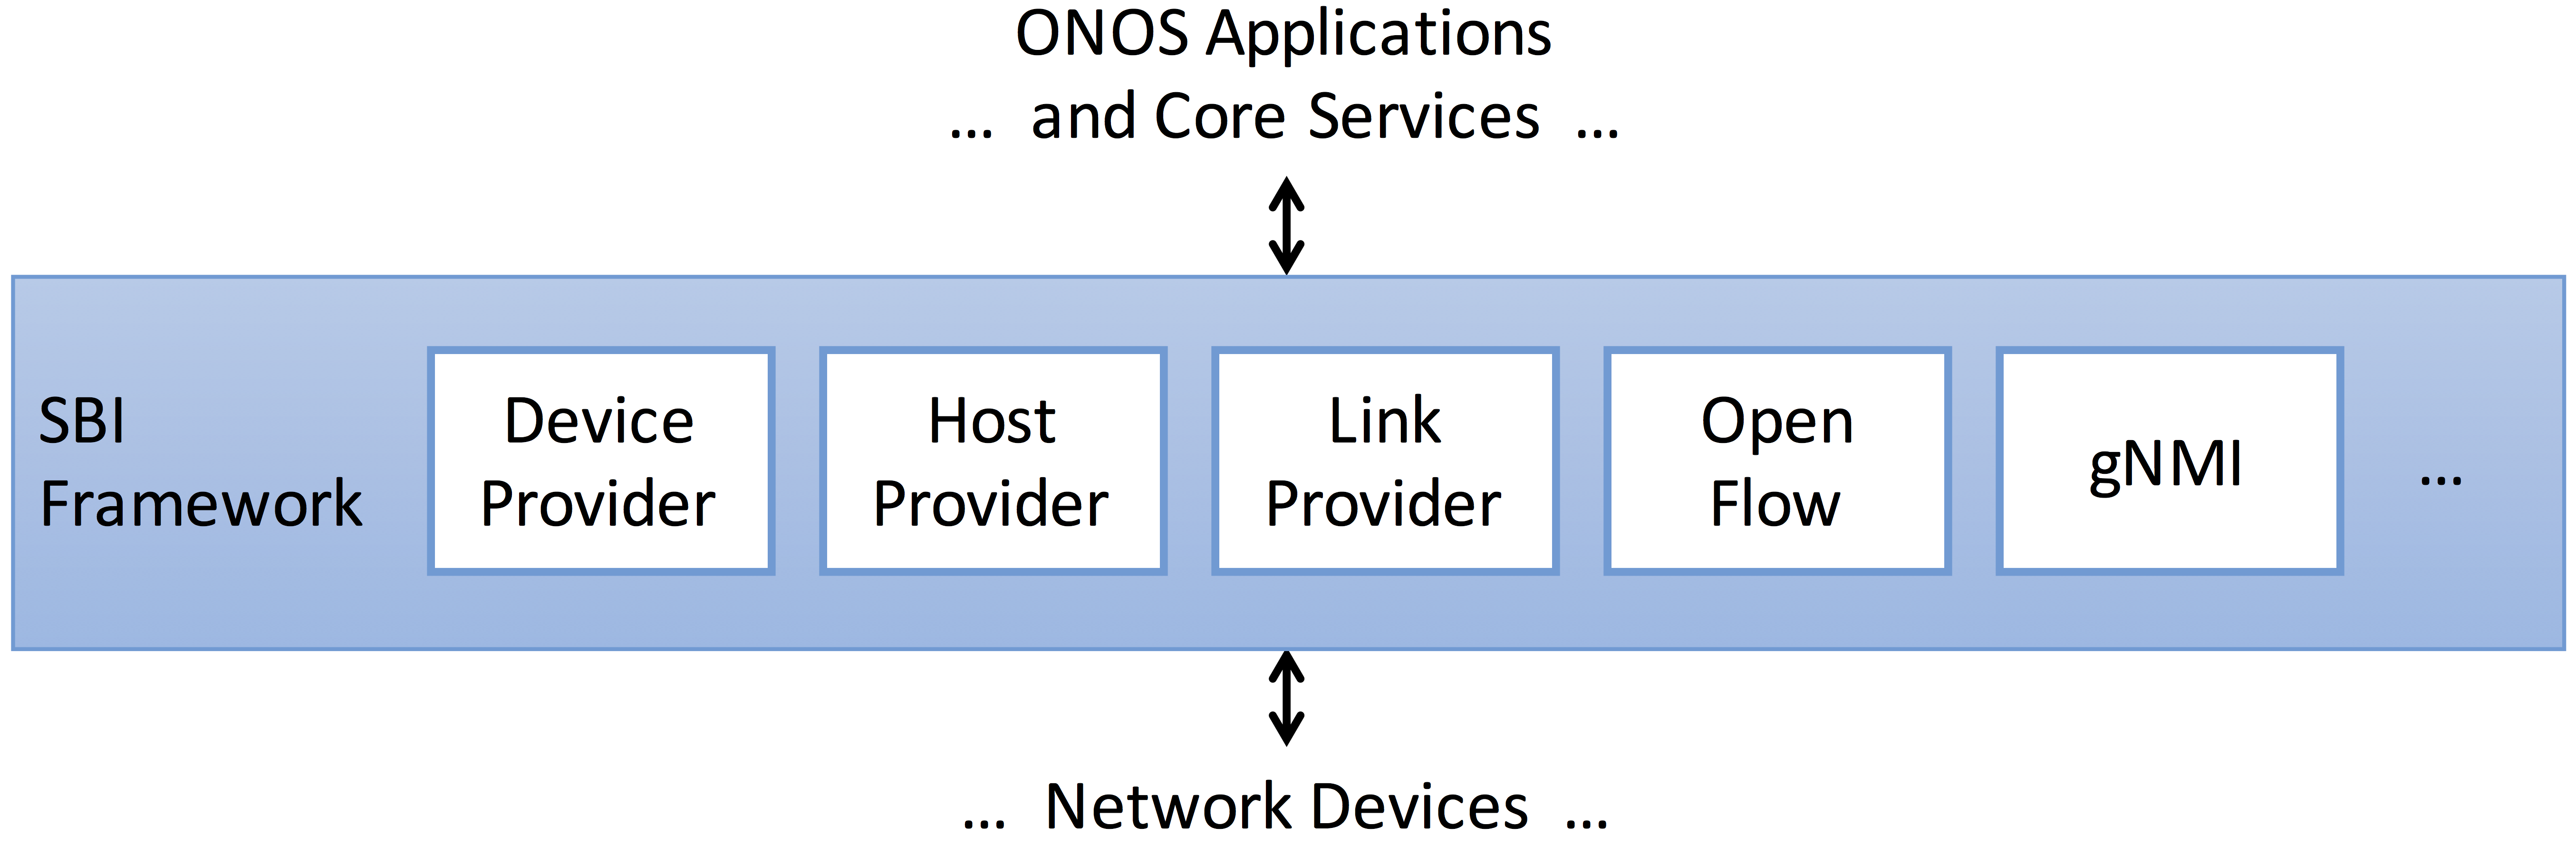 ONOS Applications
… and Core Services …
SBI
Framework
Device
Provider
Host
Provider
Link
Provider
Open
Flow
gNMI
…
… Network Devices …